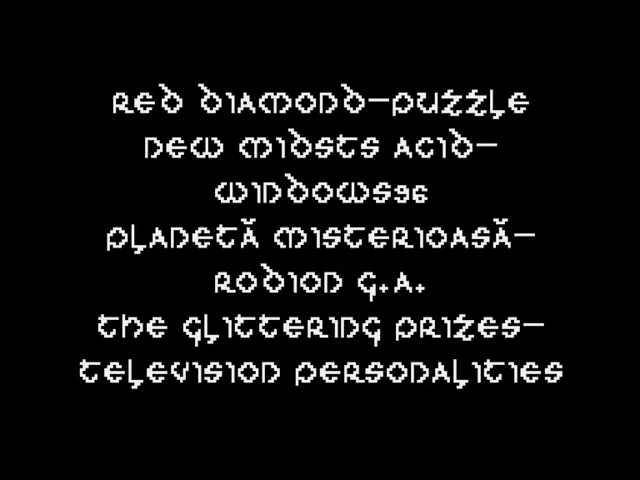 RED DIAMOND-PUZZLE
NEW MIDSTS ACID-
WINDOWS96
PLANETĂ MISTERIOASĂ-
RODION G.A.
THE GLITTERING PRIZES-
TELEVISION PERSONALITIES